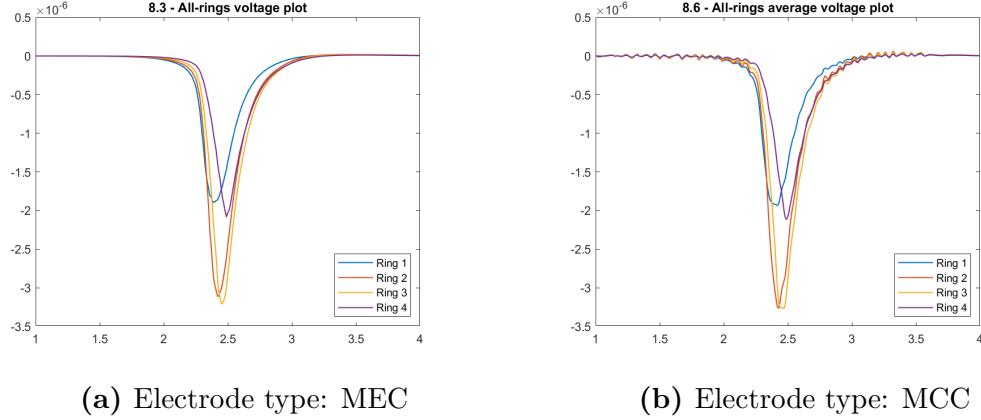 8.3 - All-rings voltage plot
×10^-6
0.5
0
-0.5
-1
-1.5
-2
-2.5
-3
-3.5
1
1.5
2
2.5
3
3.5
4
Ring 1
Ring 2
Ring 3
Ring 4
(a) Electrode type: MEC
8.6 - All-rings average voltage plot
×10^-6
0.5
0
-0.5
-1
-1.5
-2
-2.5
-3
-3.5
1
1.5
2
2.5
3
3.5
4
Ring 1
Ring 2
Ring 3
Ring 4
(b) Electrode type: MCC